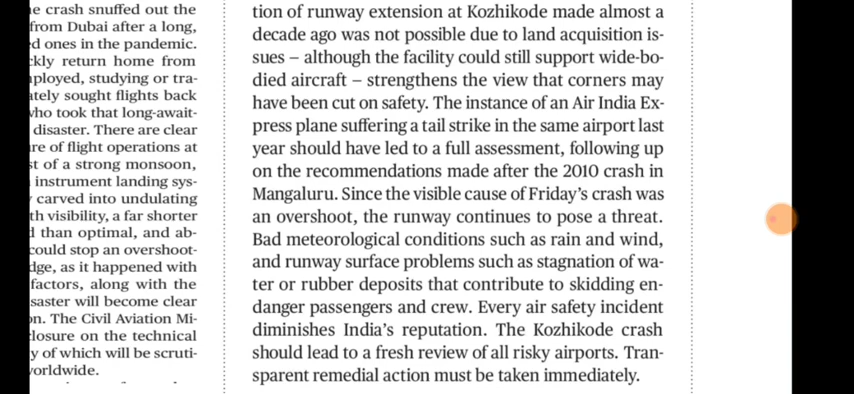 e crash snuffed out the
from Dubai after a long,
d ones in the pandemic.
ckly return home from
ployed, studying or tra-
ately sought flights back
who took that long-await-
disaster. There are clear
re of flight operations at
st of a strong monsoon,
instrument landing sys-
carved into undulating
th visibility, a far shorter
d than optimal, and ab-
could stop an overshoot-
dge, as it happened with
factors, along with the
saster will become clear
on. The Civil Aviation Mi-
closure on the technical
y of which will be scruti-
worldwide.
tion of runway extension at Kozhikode made almost a
decade ago was not possible due to land acquisition is-
sues – although the facility could still support wide-bo-
died aircraft – strengthens the view that corners may
have been cut on safety. The instance of an Air India Ex-
press plane suffering a tail strike in the same airport last
year should have led to a full assessment, following up
on the recommendations made after the 2010 crash in
Mangaluru. Since the visible cause of Friday’s crash was
an overshoot, the runway continues to pose a threat.
Bad meteorological conditions such as rain and wind,
and runway surface problems such as stagnation of wa-
ter or rubber deposits that contribute to skidding en-
danger passengers and crew. Every air safety incident
diminishes India’s reputation. The Kozhikode crash
should lead to a fresh review of all risky airports. Tran-
sparent remedial action must be taken immediately.